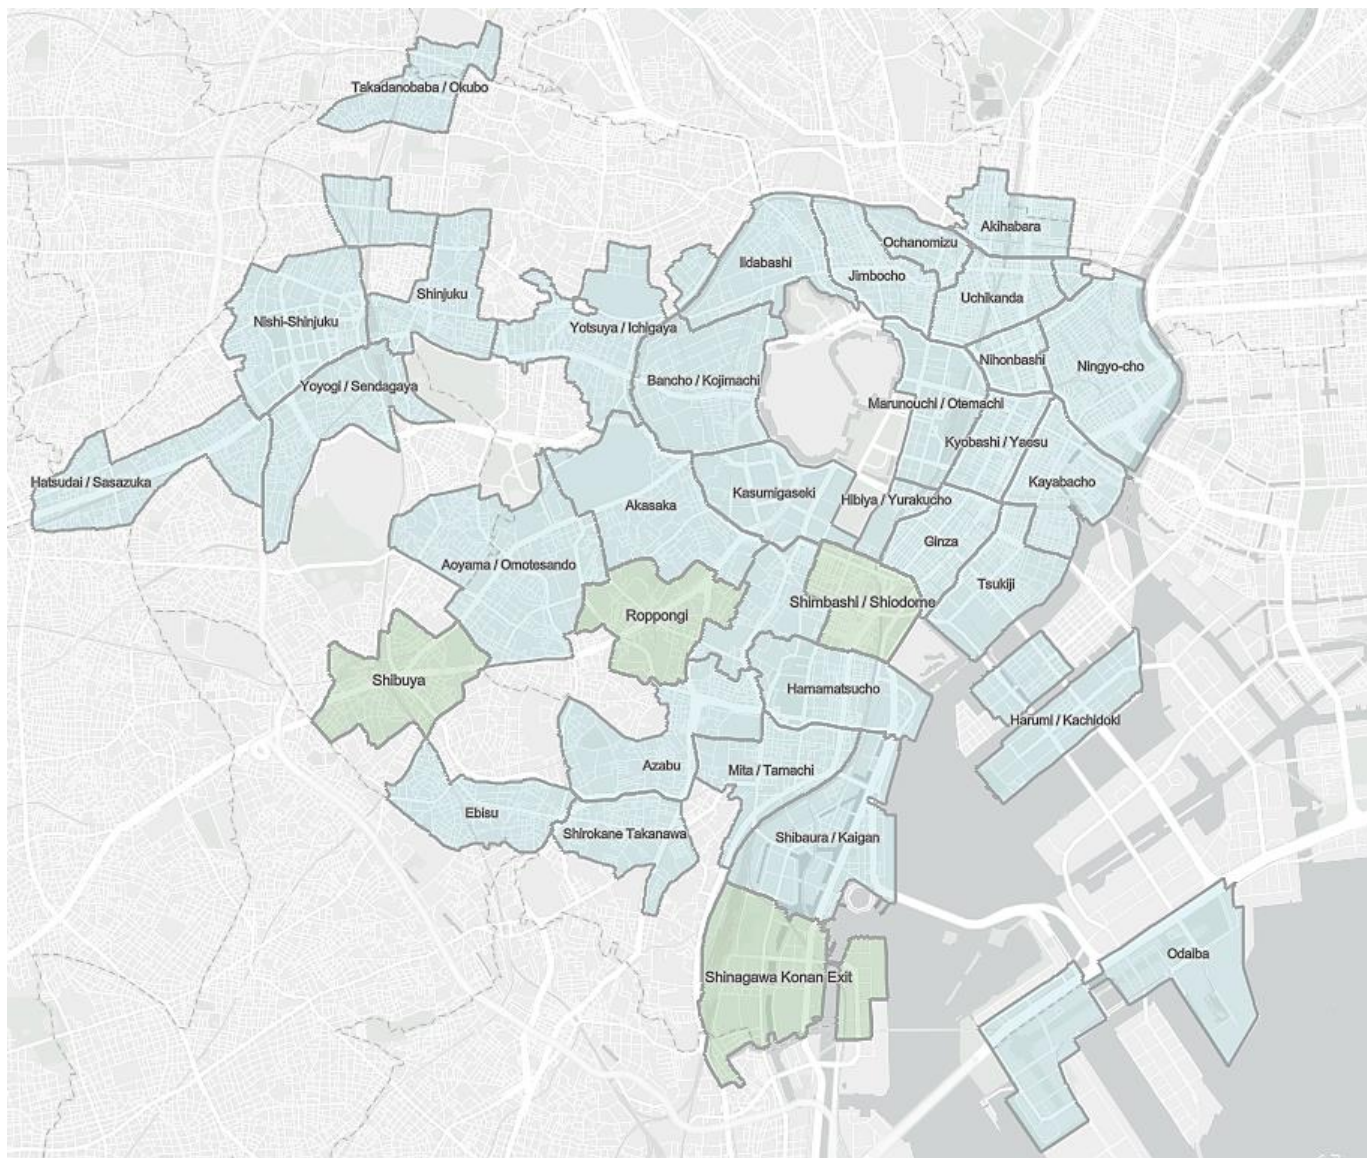 Takadanobaba / Okubo
Akihabara
Ochanomizu
Iidabashi
Jimbocho
Shinjuku
Uchikanda
Nishi-Shinjuku
Yotsuya / Ichigaya
Nihonbashi
Ningyo-cho
Yoyogi / Sendagaya
Bancho / Kojimachi
Marunouchi / Otemachi
Kyobashi / Yaesu
Hatsudai / Sasazuka
Kayabacho
Kasumigaseki
Hibiya / Yurakucho
Akasaka
Ginza
Aoyama / Omotesando
Tsukiji
Shimbashi / Shiodome
Roppongi
Shibuya
Hamamatsucho
Harumi / Kachidoki
Azabu
Mita / Tamachi
Ebisu
Shirokane Takanawa
Shibaura / Kaigan
Odaiba
Shinagawa Konan Exit